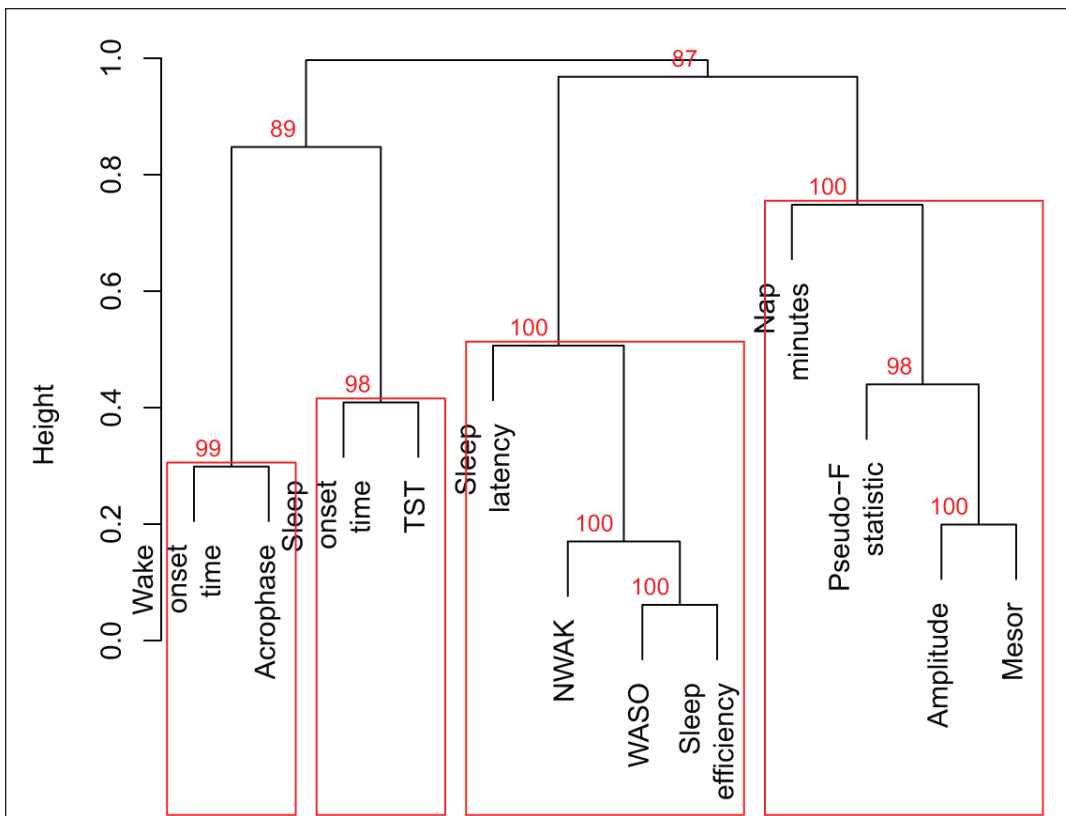 Height
0.0
0.2
0.4
0.6
0.8
1.0
87
89
100
100
98
98
99
100
100
100
Wake
onset
time
Acrophase
Sleep
onset
time
TST
Sleep
latency
NWAK
WASO
Sleep
efficiency
Nap
minutes
Pseudo-F
statistic
Amplitude
Mesor